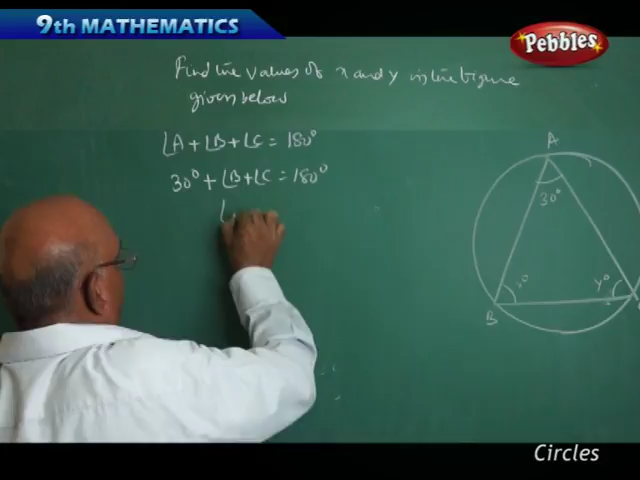 9th MATHEMATICS
Pebbles
Find the values of x and y in the figure
given below
∠A + ∠B + ∠C = 180°
30° + ∠B + ∠C = 180°
∠
A
30°
x°
y°
B
Circles